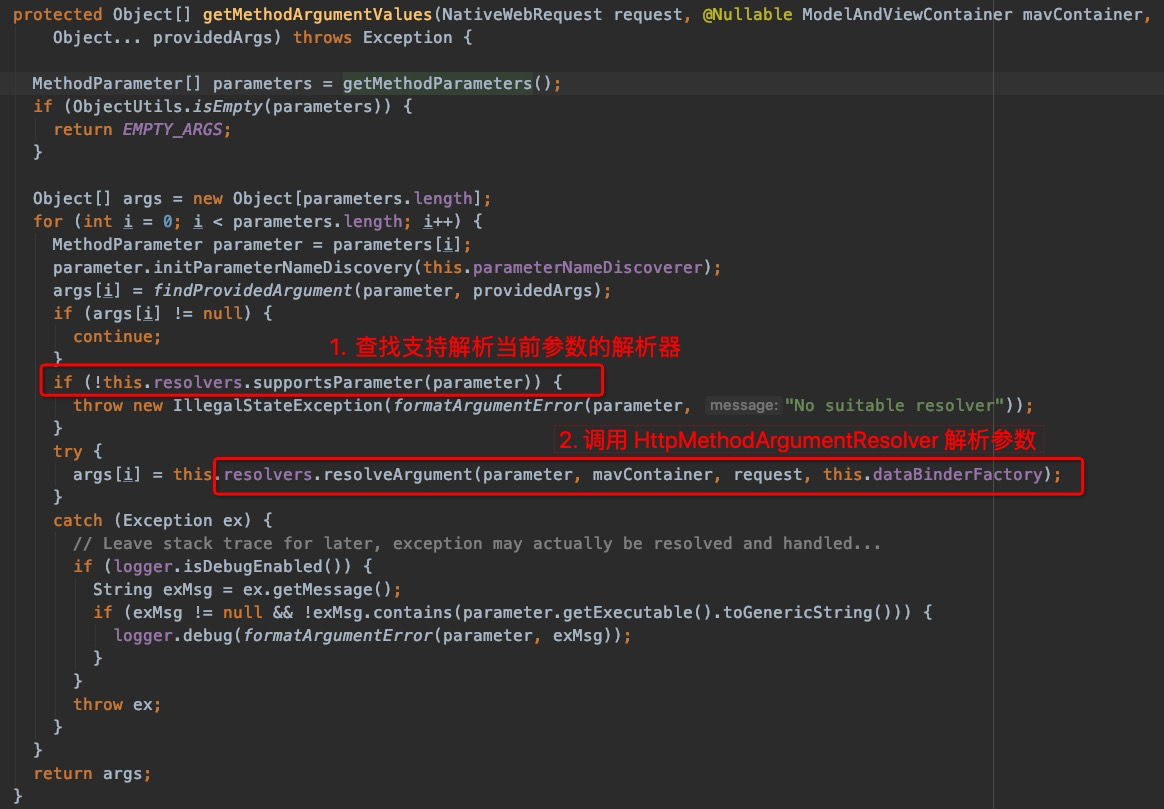 protected Object[] getMethodArgumentValues(NativeWebRequest request, @Nullable ModelAndViewContainer mavContainer,
Object... providedArgs) throws Exception {
MethodParameter[] parameters = getMethodParameters();
if (ObjectUtils.isEmpty(parameters)) {
return EMPTY_ARGS;
}
Object[] args = new Object[parameters.length];
for (int i = 0; i < parameters.length; i++) {
MethodParameter parameter = parameters[i];
parameter.initParameterNameDiscovery(this.parameterNameDiscoverer);
args[i] = findProvidedArgument(parameter, providedArgs);
if (args[i] != null) {
continue;
1. 查找支持解析当前参数的解析器
}
if (!this.resolvers.supportsParameter(parameter)) {
throw new IllegalStateException(formatArgumentError(parameter, message: "No suitable resolver"));
}
2. 调用 HttpMethodArgumentResolver 解析参数
try {
args[i] = this.resolvers.resolveArgument(parameter, mavContainer, request, this.dataBinderFactory);
}
catch (Exception ex) {
// Leave stack trace for later, exception may actually be resolved and handled...
if (logger.isDebugEnabled()) {
String exMsg = ex.getMessage();
if (exMsg != null && !exMsg.contains(parameter.getExecutable().toGenericString())) {
logger.debug(formatArgumentError(parameter, exMsg));
}
}
throw ex;
}
}
return args;
}